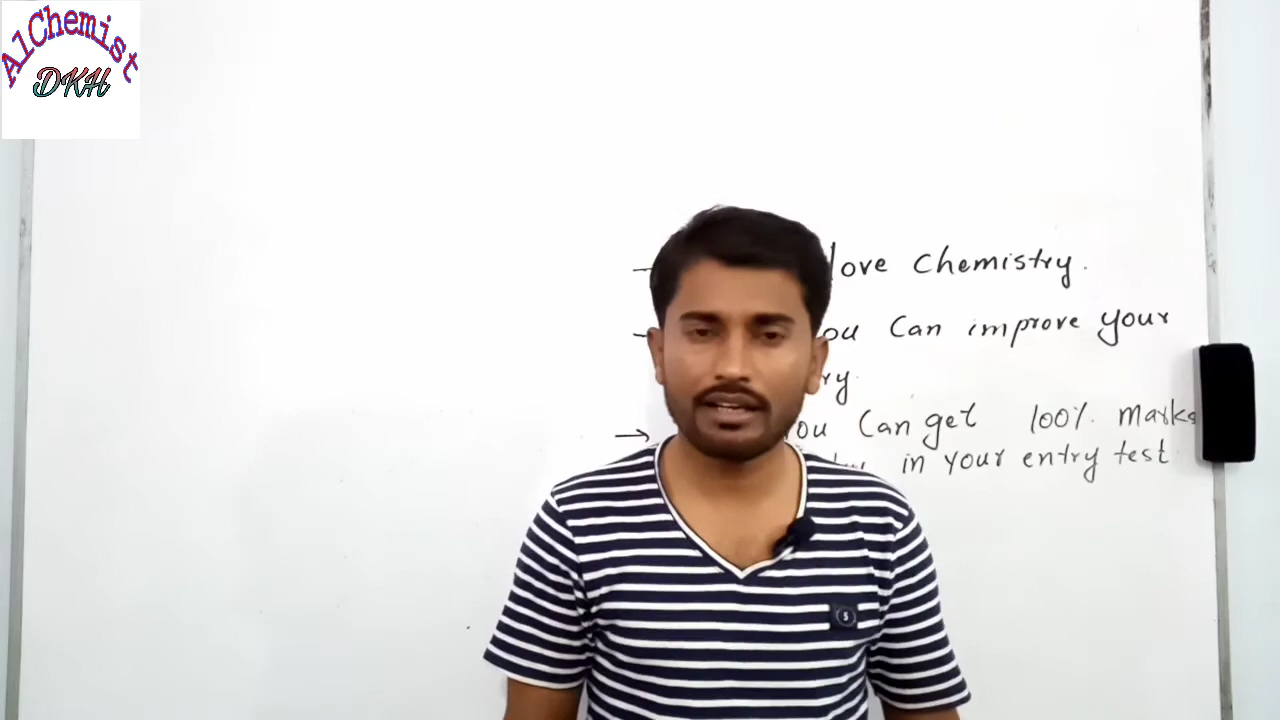 AlChemist
DKH
love Chemistry.
Can improve your
Can get 100% marks
in your entry test
S